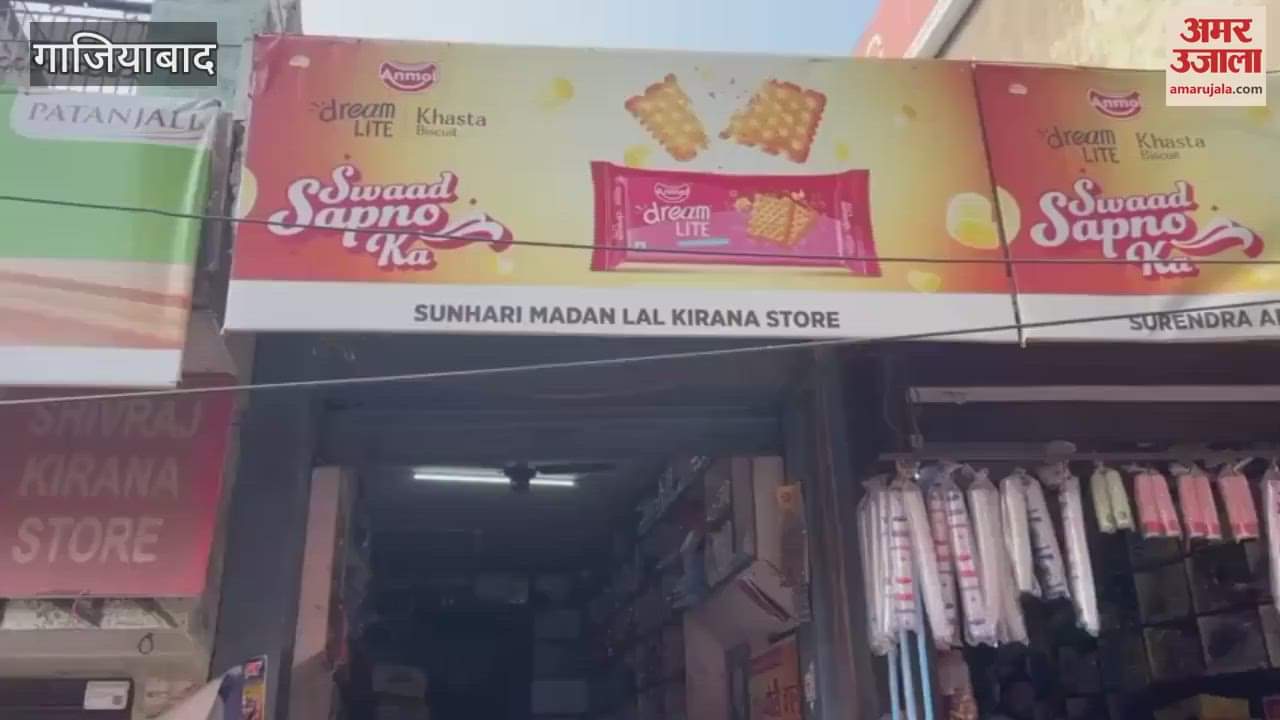 गाजियाबाद
अमर
उजाला
amarujala.com
PATANJALI
SHIVRAJ
KIRANA
STORE
Anmol
dream
LITE
Khasta
Biscuit
Swaad
Sapno
Ka
Anmol
dream
LITE
SUNHARI MADAN LAL KIRANA STORE
Anmol
dream
LITE
Khasta
Biscuit
Swaad
Sapno
Ka
SURENDRA